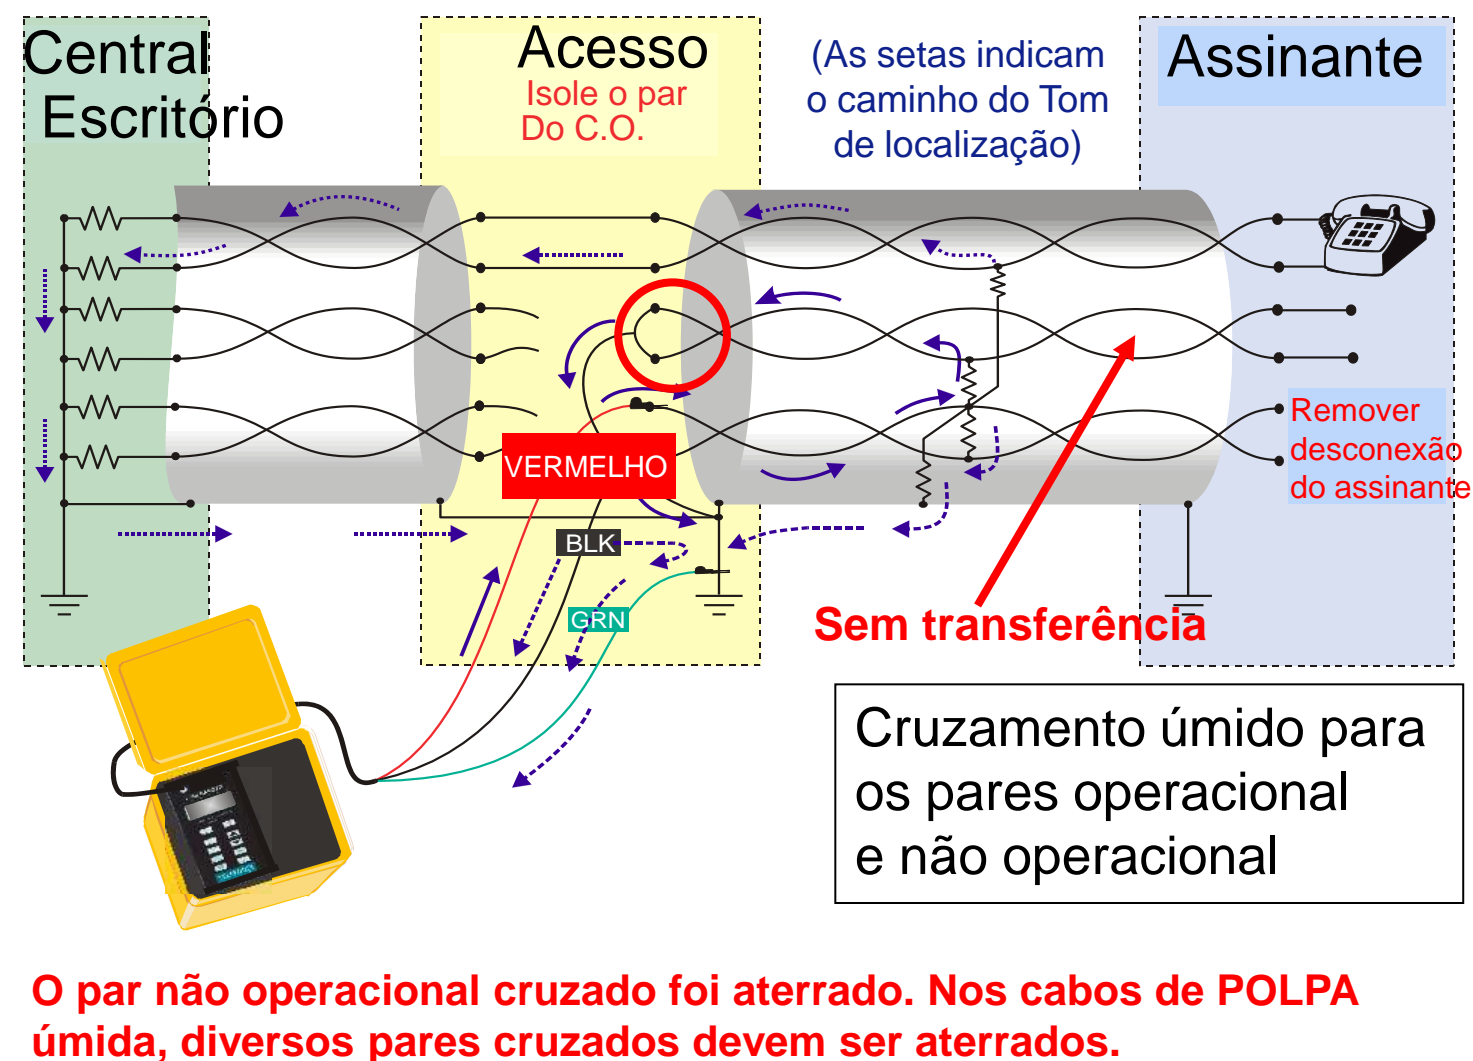 Central
Escritório
Acesso
Isole o par
Do C.O.
(As setas indicam
o caminho do Tom
de localização)
Assinante
Remover
desconexão
do assinante
VERMELHO
BLK
GRN
Sem transferência
Cruzamento úmido para
os pares operacional
e não operacional
O par não operacional cruzado foi aterrado. Nos cabos de POLPA
úmida, diversos pares cruzados devem ser aterrados.